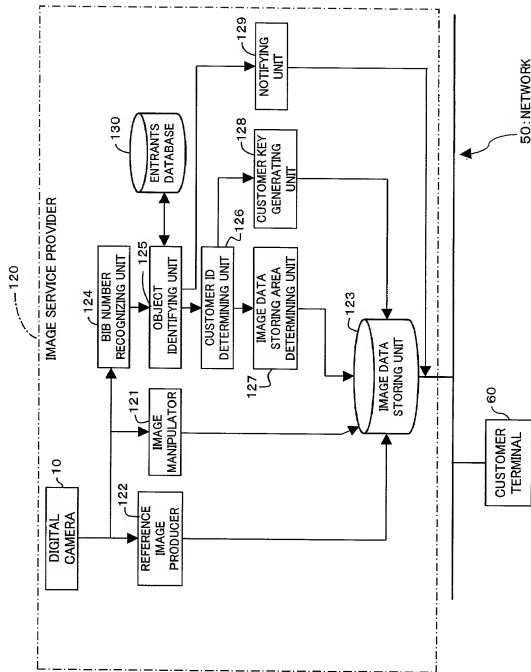 120
IMAGE SERVICE PROVIDER
10
DIGITAL
CAMERA
124
BIB NUMBER
RECOGNIZING UNIT
125
OBJECT
IDENTIFYING UNIT
130
ENTRANTS
DATABASE
129
NOTIFYING
UNIT
126
CUSTOMER ID
DETERMINING UNIT
128
CUSTOMER KEY
GENERATING
UNIT
127
IMAGE DATA
STORING AREA
DETERMINING UNIT
121
IMAGE
MANIPULATOR
122
REFERENCE
IMAGE
PRODUCER
123
IMAGE DATA
STORING UNIT
50:NETWORK
60
CUSTOMER
TERMINAL